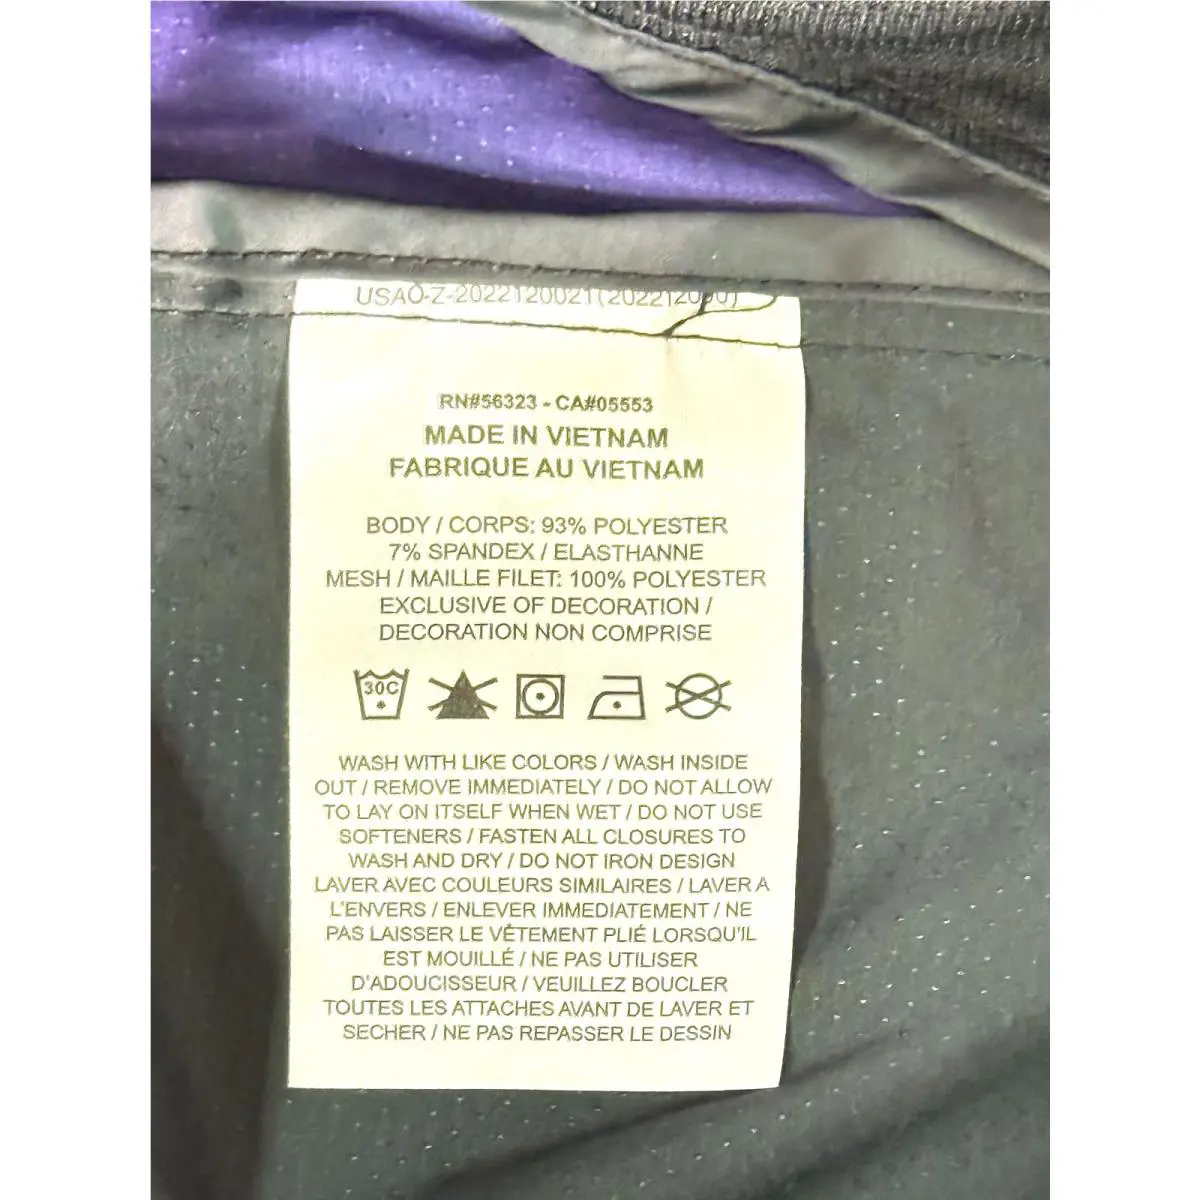 USAO-Z-2022120021(202212000)
RN#56323 - CA#05553
MADE IN VIETNAM
FABRIQUE AU VIETNAM
BODY / CORPS: 93% POLYESTER
7% SPANDEX / ELASTHANNE
MESH / MAILLE FILET: 100% POLYESTER
EXCLUSIVE OF DECORATION /
DECORATION NON COMPRISE
30C
WASH WITH LIKE COLORS / WASH INSIDE
OUT / REMOVE IMMEDIATELY / DO NOT ALLOW
TO LAY ON ITSELF WHEN WET / DO NOT USE
SOFTENERS / FASTEN ALL CLOSURES TO
WASH AND DRY / DO NOT IRON DESIGN
LAVER AVEC COULEURS SIMILAIRES / LAVER A
L'ENVERS / ENLEVER IMMEDIATEMENT / NE
PAS LAISSER LE VÊTEMENT PLIÉ LORSQU'IL
EST MOUILLÉ / NE PAS UTILISER
D'ADOUCISSEUR / VEUILLEZ BOUCLER
TOUTES LES ATTACHES AVANT DE LAVER ET
SECHER / NE PAS REPASSER LE DESSIN